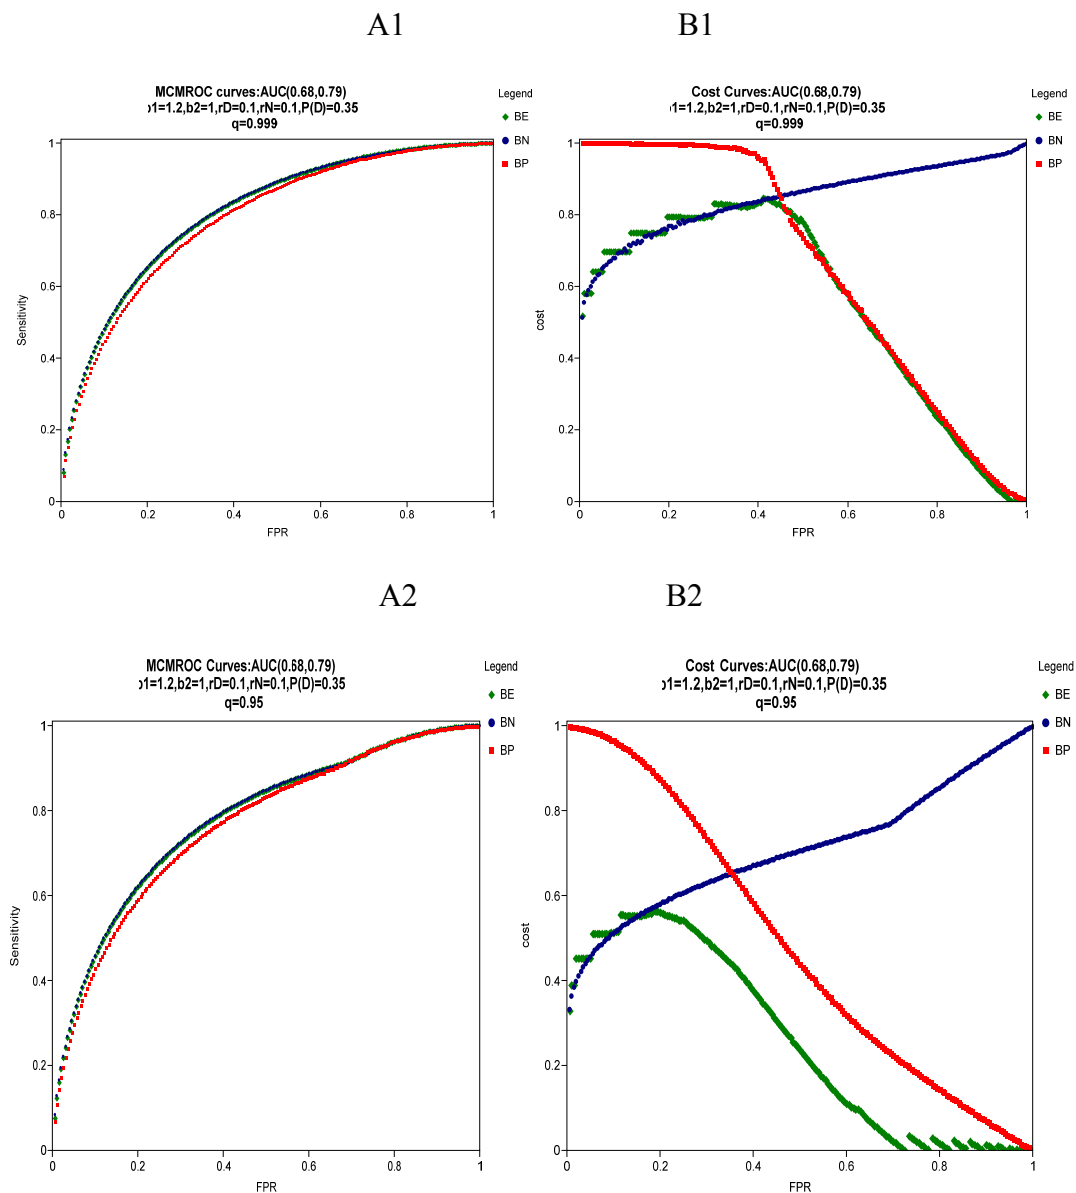 A1
B1
MCMROC curves:AUC(0.68,0.79)
ɔ1=1.2,b2=1,rD=0.1,rN=0.1,P(D)=0.35
q=0.999
Legend
BE
BN
BP
1
0.8
0.6
0.4
0.2
0
Sensitivity
0
0.2
0.4
0.6
0.8
1
FPR
Cost Curves:AUC(0.68,0.79)
ɔ1=1.2,b2=1,rD=0.1,rN=0.1,P(D)=0.35
q=0.999
Legend
BE
BN
BP
1
0.8
0.6
0.4
0.2
0
cost
0
0.2
0.4
0.6
0.8
1
FPR
A2
B2
MCMROC Curves:AUC(0.68,0.79)
ɔ1=1.2,b2=1,rD=0.1,rN=0.1,P(D)=0.35
q=0.95
Legend
BE
BN
BP
1
0.8
0.6
0.4
0.2
0
Sensitivity
0
0.2
0.4
0.6
0.8
1
FPR
Cost Curves:AUC(0.68,0.79)
ɔ1=1.2,b2=1,rD=0.1,rN=0.1,P(D)=0.35
q=0.95
Legend
BE
BN
BP
1
0.8
0.6
0.4
0.2
0
cost
0
0.2
0.4
0.6
0.8
1
FPR